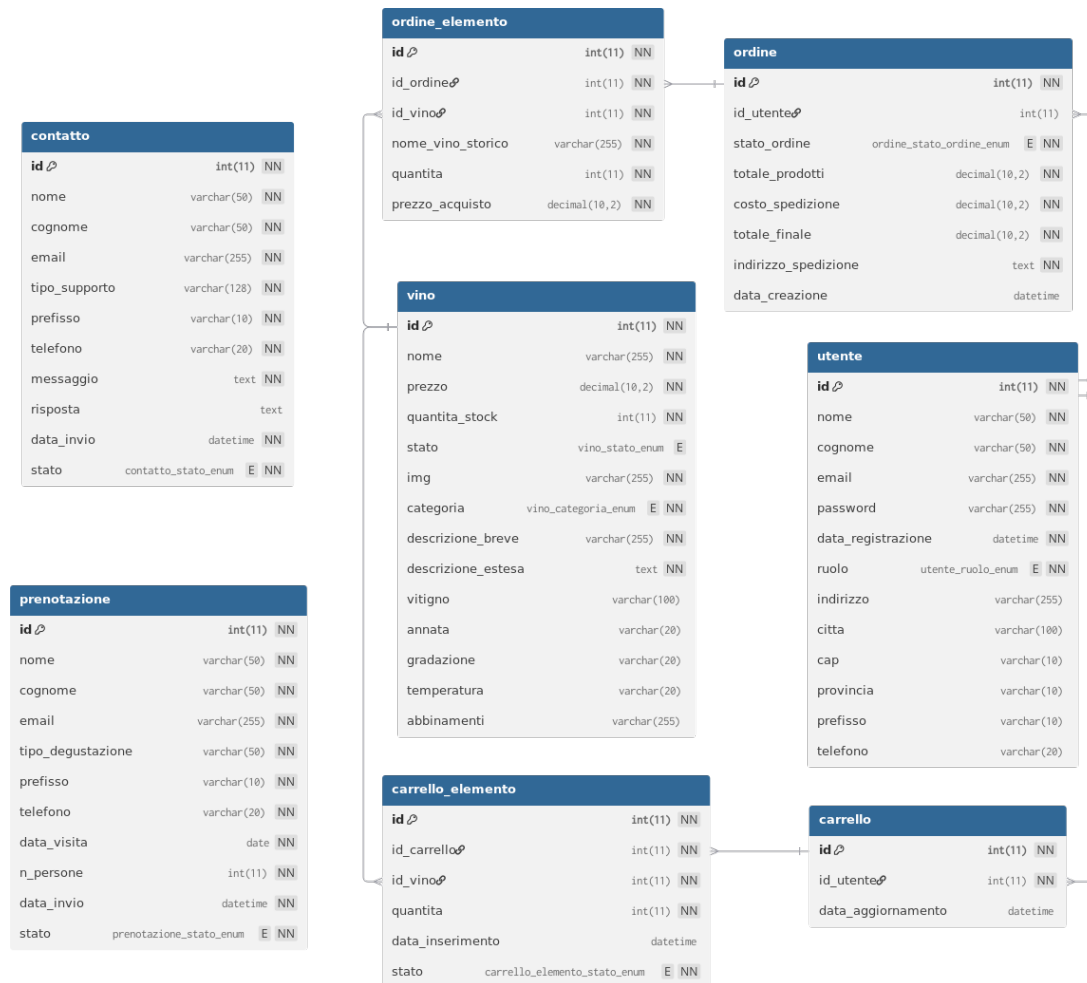 ordine_elemento
id int(11) NN
id_ordine int(11) NN
id_vino int(11) NN
nome_vino_storico varchar(255) NN
quantita int(11) NN
prezzo_acquisto decimal(10,2) NN
ordine
id int(11) NN
id_utente int(11)
stato_ordine ordine_stato_ordine_enum E NN
totale_prodotti decimal(10,2) NN
costo_spedizione decimal(10,2) NN
totale_finale decimal(10,2) NN
indirizzo_spedizione text NN
data_creazione datetime
contatto
id int(11) NN
nome varchar(50) NN
cognome varchar(50) NN
email varchar(255) NN
tipo_supporto varchar(128) NN
prefisso varchar(10) NN
telefono varchar(20) NN
messaggio text NN
risposta text
data_invio datetime NN
stato contatto_stato_enum E NN
vino
id int(11) NN
nome varchar(255) NN
prezzo decimal(10,2) NN
quantita_stock int(11) NN
stato vino_stato_enum E
img varchar(255) NN
categoria vino_categoria_enum E NN
descrizione_breve varchar(255) NN
descrizione_estesa text NN
vitigno varchar(100)
annata varchar(20)
gradazione varchar(20)
temperatura varchar(20)
abbinamenti varchar(255)
utente
id int(11) NN
nome varchar(50) NN
cognome varchar(50) NN
email varchar(255) NN
password varchar(255) NN
data_registrazione datetime NN
ruolo utente_ruolo_enum E NN
indirizzo varchar(255)
citta varchar(100)
cap varchar(10)
provincia varchar(10)
prefisso varchar(10)
telefono varchar(20)
prenotazione
id int(11) NN
nome varchar(50) NN
cognome varchar(50) NN
email varchar(255) NN
tipo_degustazione varchar(50) NN
prefisso varchar(10) NN
telefono varchar(20) NN
data_visita date NN
n_persone int(11) NN
data_invio datetime NN
stato prenotazione_stato_enum E NN
carrello_elemento
id int(11) NN
id_carrello int(11) NN
id_vino int(11) NN
quantita int(11) NN
data_inserimento datetime
stato carrello_elemento_stato_enum E NN
carrello
id int(11) NN
id_utente int(11) NN
data_aggiornamento datetime